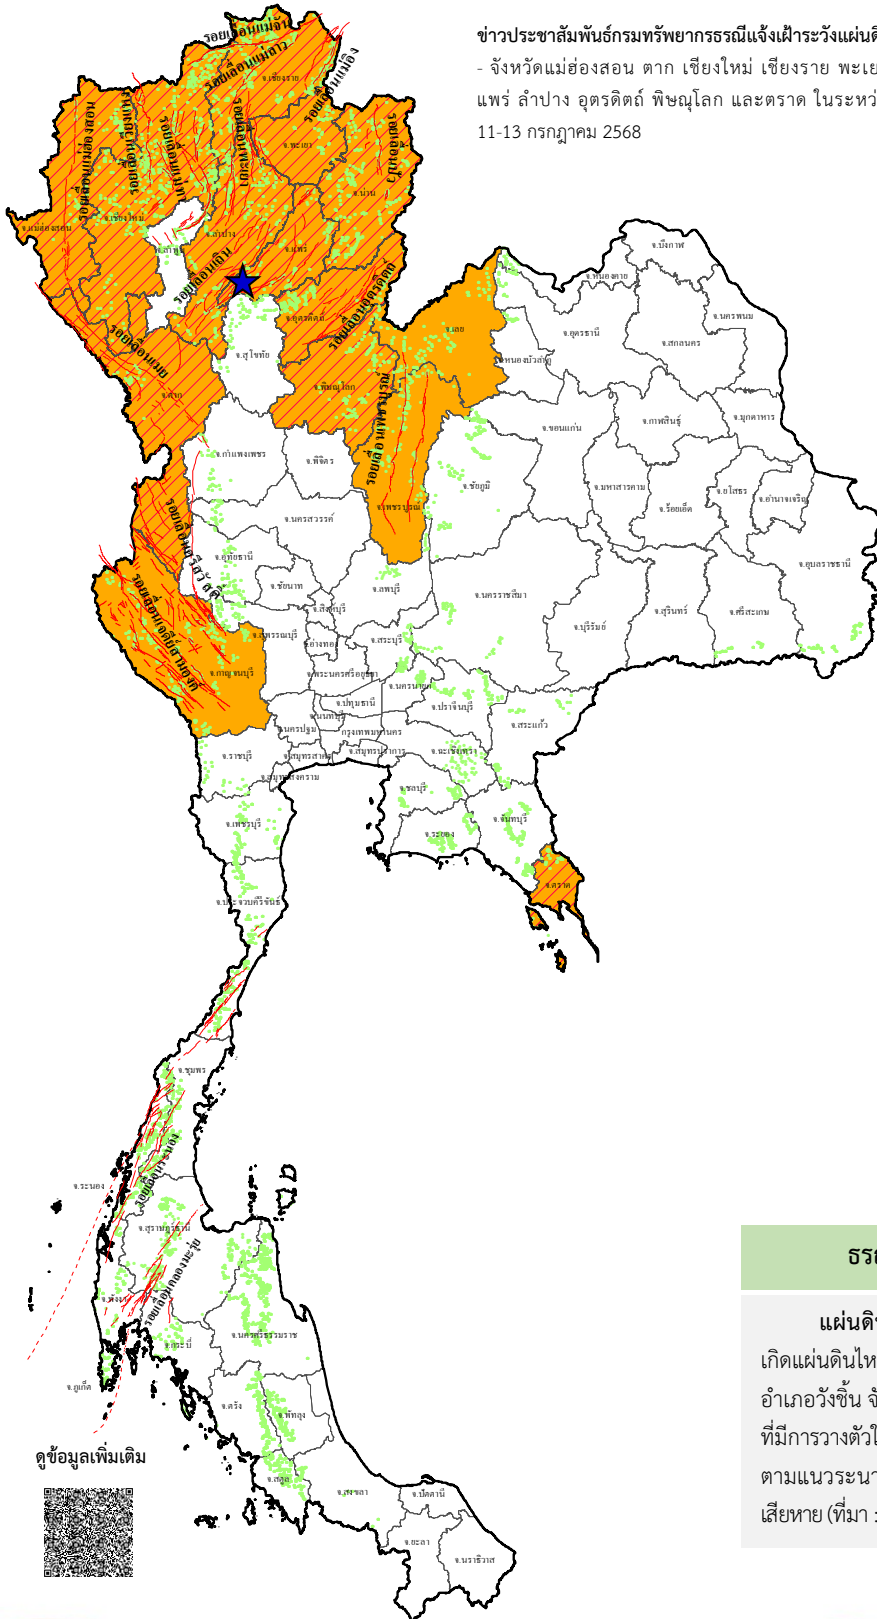 ข่าวประชาสัมพันธ์กรมทรัพยากรธรณีแจ้งเฝ้าระวังแผ่นดิ
- จังหวัดแม่ฮ่องสอน ตาก เชียงใหม่ เชียงราย พะเย
แพร่ ลำปาง อุตรดิตถ์ พิษณุโลก และตราด ในระหว่
11-13 กรกฎาคม 2568
รอยเลื่อนแม่จัน
รอยเลื่อนแม่ลาว
รอยเลื่อนแม่อิง
จ.เชียงราย
รอยเลื่อนแม่ฮ่องสอน
รอยเลื่อนแม่ทา
รอยเลื่อนพะเยา
รอยเลื่อนปัว
จ.พะเยา
จ.น่าน
จ.เชียงใหม่
จ.แม่ฮ่องสอน
จ.ลำปาง
จ.ลำพูน
จ.แพร่
รอยเลื่อนเถิน
รอยเลื่อนอุตรดิตถ์
จ.อุตรดิตถ์
จ.บึงกาฬ
จ.หนองคาย
จ.เลย
จ.นครพนม
จ.อุดรธานี
จ.สกลนคร
รอยเลื่อนเมย
จ.สุโขทัย
จ.หนองบัวลำภู
จ.ตาก
จ.พิษณุโลก
รอยเลื่อนเพชรบูรณ์
จ.ขอนแก่น
จ.กาฬสินธุ์
จ.มุกดาหาร
จ.กำแพงเพชร
จ.พิจิตร
จ.ชัยภูมิ
จ.มหาสารคาม
จ.ร้อยเอ็ด
จ.ยโสธร
จ.อำนาจเจริญ
จ.เพชรบูรณ์
จ.นครสวรรค์
รอยเลื่อนศรีสวัสดิ์
จ.อุทัยธานี
จ.อุบลราชธานี
รอยเลื่อนเจดีย์สามองค์
จ.ชัยนาท
จ.ลพบุรี
จ.นครราชสีมา
จ.บุรีรัมย์
จ.สุรินทร์
จ.ศรีสะเกษ
จ.สิงห์บุรี
จ.สุพรรณบุรี
จ.อ่างทอง
จ.สระบุรี
จ.กาญจนบุรี
จ.พระนครศรีอยุธยา
จ.นครนายก
จ.ปทุมธานี
จ.ปราจีนบุรี
จ.นนทบุรี
จ.สระแก้ว
จ.นครปฐม
กรุงเทพมหานคร
จ.ราชบุรี
จ.สมุทรสาคร
จ.สมุทรปราการ
จ.ฉะเชิงเทรา
จ.สมุทรสงคราม
จ.ชลบุรี
จ.เพชรบุรี
จ.ระยอง
จ.จันทบุรี
จ.ตราด
จ.ประจวบคีรีขันธ์
จ.ชุมพร
รอยเลื่อนระนอง
จ.ระนอง
จ.สุราษฎร์ธานี
รอยเลื่อนคลองมะรุ่ย
จ.พังงา
จ.กระบี่
จ.นครศรีธรรมราช
จ.ภูเก็ต
จ.ตรัง
จ.พัทลุง
จ.สตูล
จ.สงขลา
จ.ปัตตานี
จ.ยะลา
จ.นราธิวาส
ดูข้อมูลเพิ่มเติม
แผ่นดิน
เกิดแผ่นดินไห
อำเภอวังชิ้น จั
ที่มีการวางตัวใ
ตามแนวระนา
เสียหาย (ที่มา :